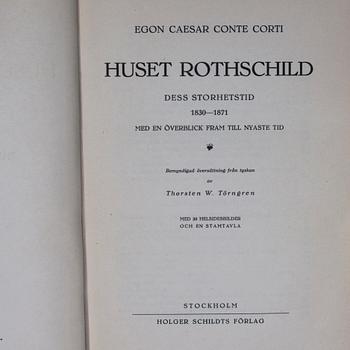 EGON CAESAR CONTE CORTI
HUSET ROTHSCHILD
DESS STORHETSTID
1830—1871
MED EN ÖVERBLICK FRAM TILL NYASTE TID
Bemyndigad översättning från tyskan
av
Thorsten W. Törngren
MED 38 HELSIDESBILDER
OCH EN STAMTAVLA
STOCKHOLM
HOLGER SCHILDTS FÖRLAG